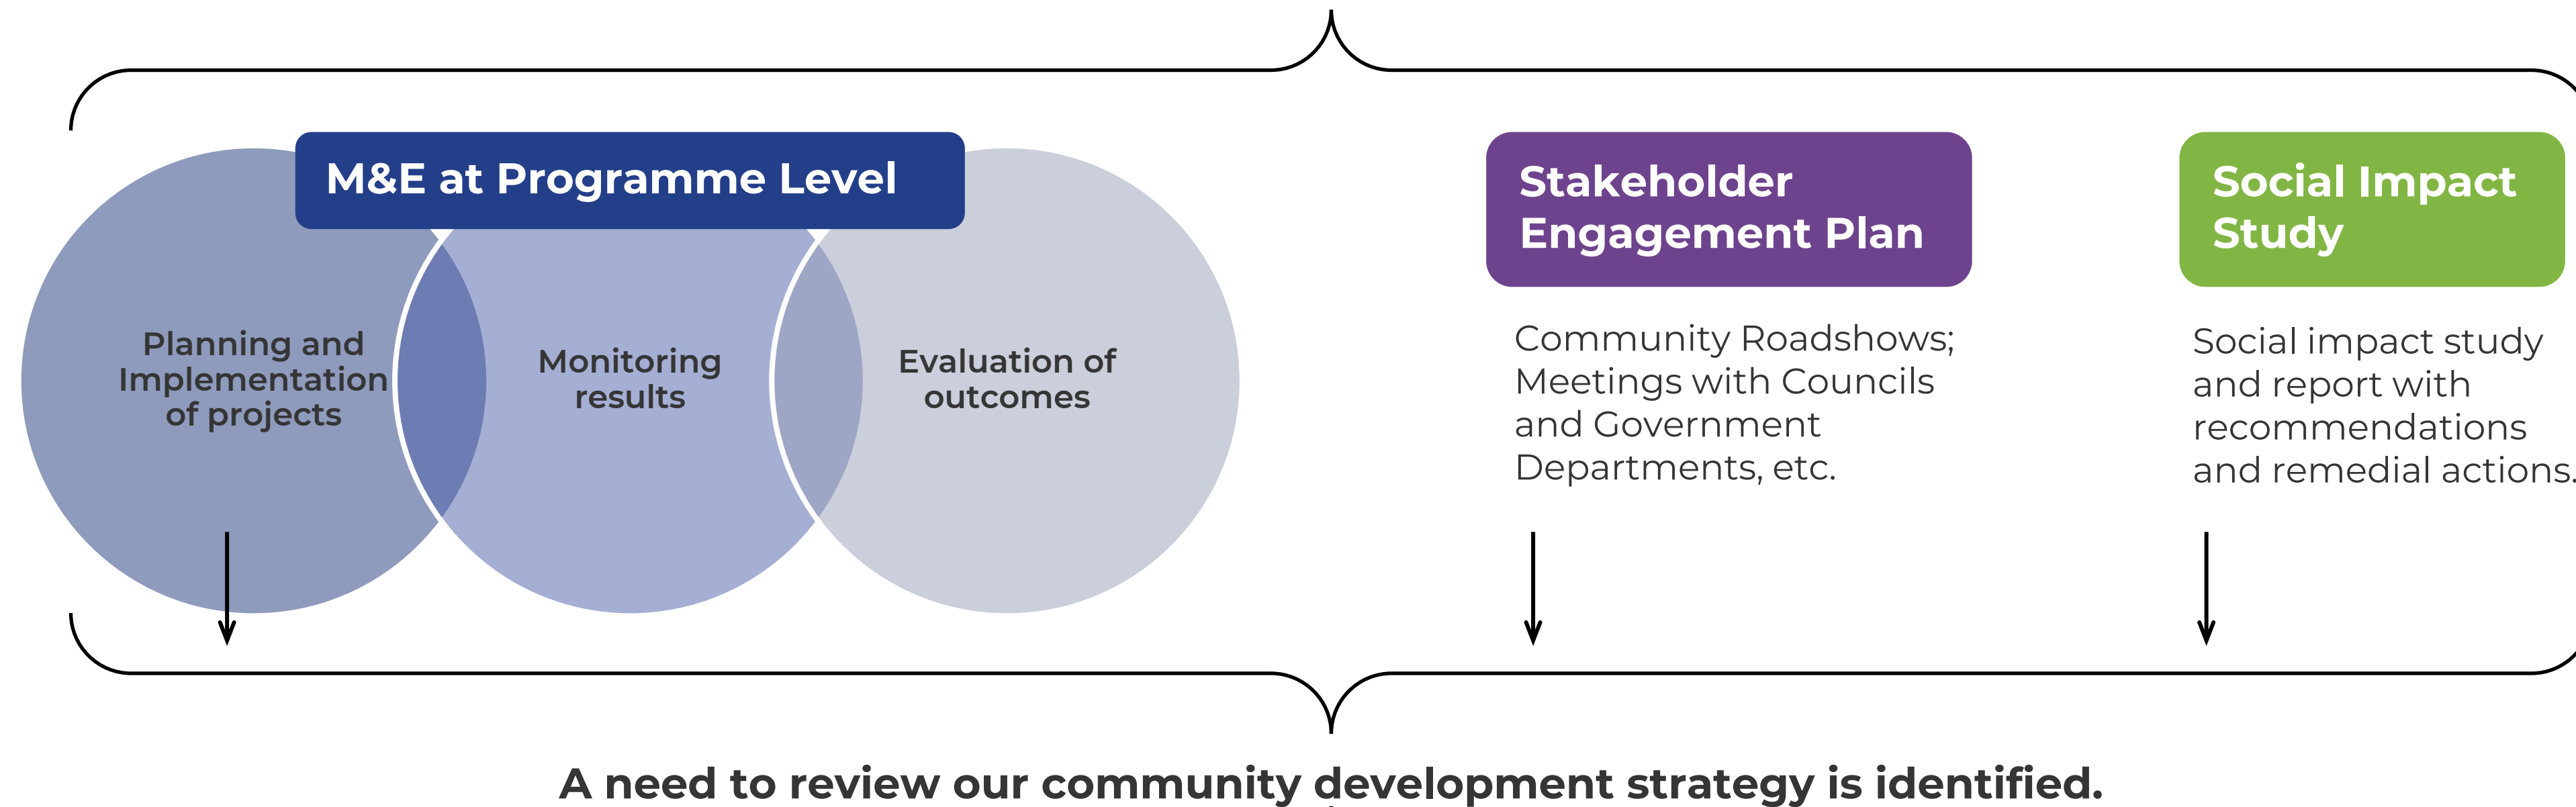 M&E at Programme Level
Planning and
Implementation
of projects
Monitoring
results
Evaluation of
outcomes
Stakeholder
Engagement Plan
Community Roadshows;
Meetings with Councils
and Government
Departments, etc.
Social Impact
Study
Social impact study
and report with
recommendations
and remedial actions.
A need to review our community development strategy is identified.